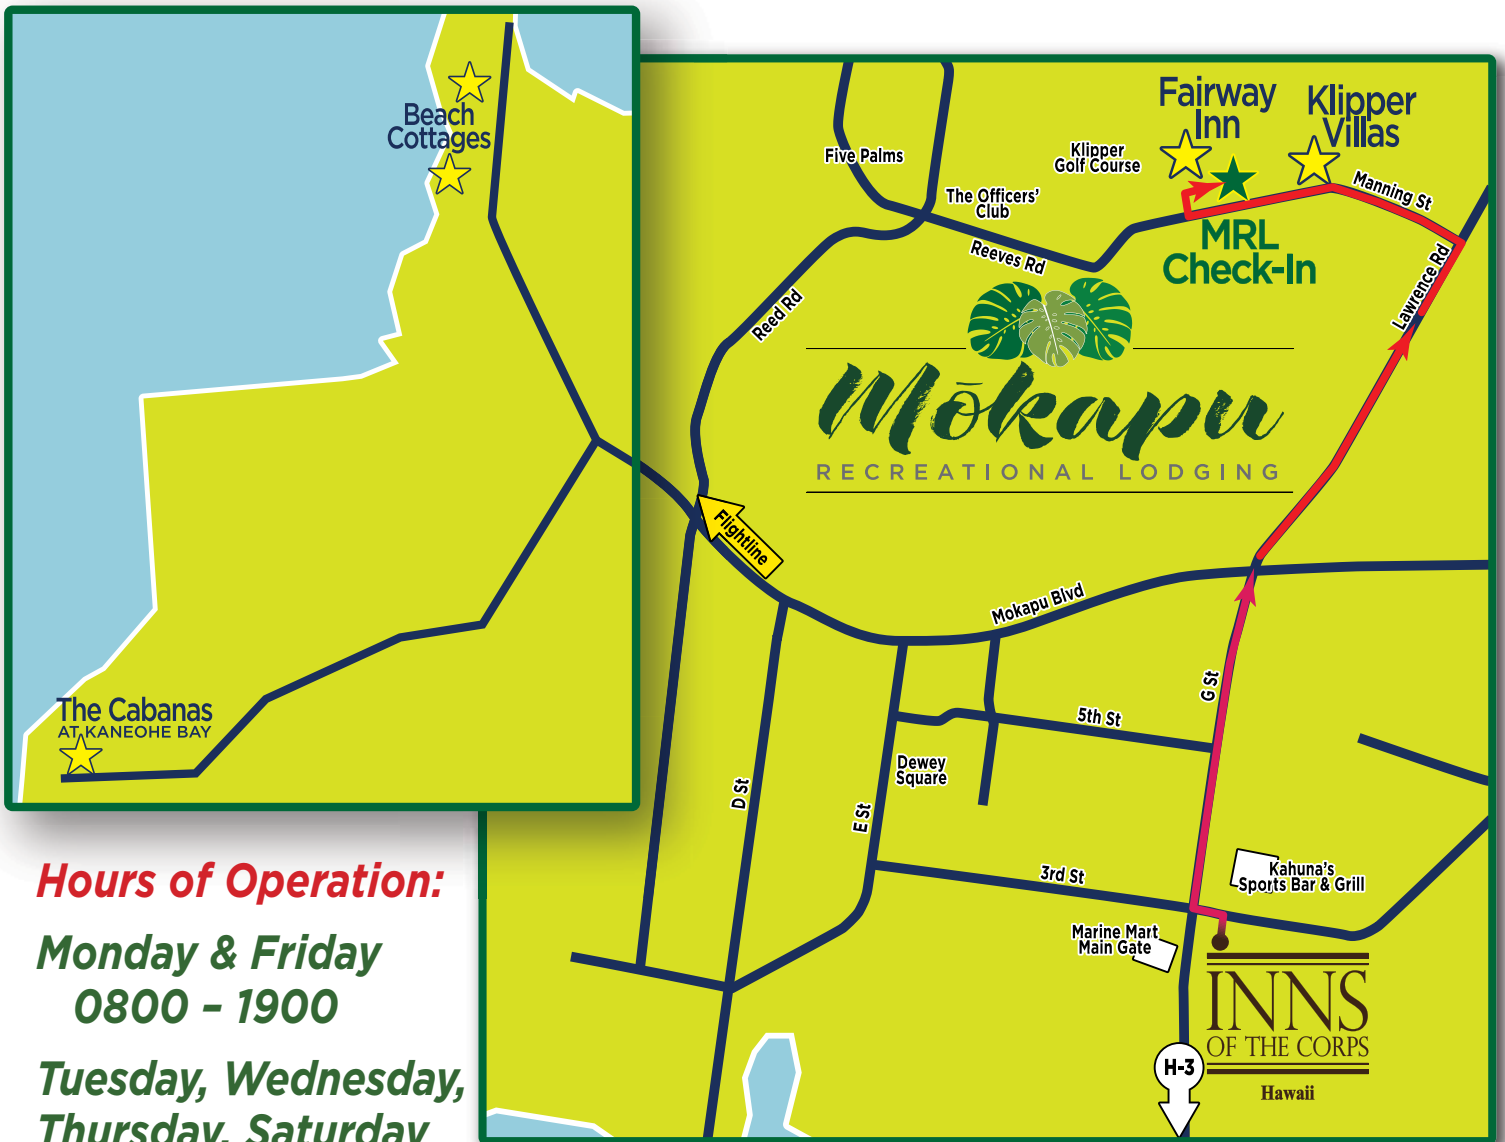 Beach
Cottages
The Cabanas
AT KANEOHE BAY
Five Palms
The Officers'
Club
Klipper
Golf Course
Fairway
Inn
Klipper
Villas
Manning St
MRL
Check-In
Reeves Rd
Reed Rd
Lawrence Rd
Mōkapu
RECREATIONAL LODGING
Flightline
Mokapu Blvd
G St
5th St
Dewey
Square
D St
E St
3rd St
Kahuna's
Sports Bar & Grill
Marine Mart
Main Gate
INNS
OF THE CORPS
Hawaii
H-3
Hours of Operation:
Monday & Friday
0800 – 1900
Tuesday, Wednesday,
Thursday, Saturday